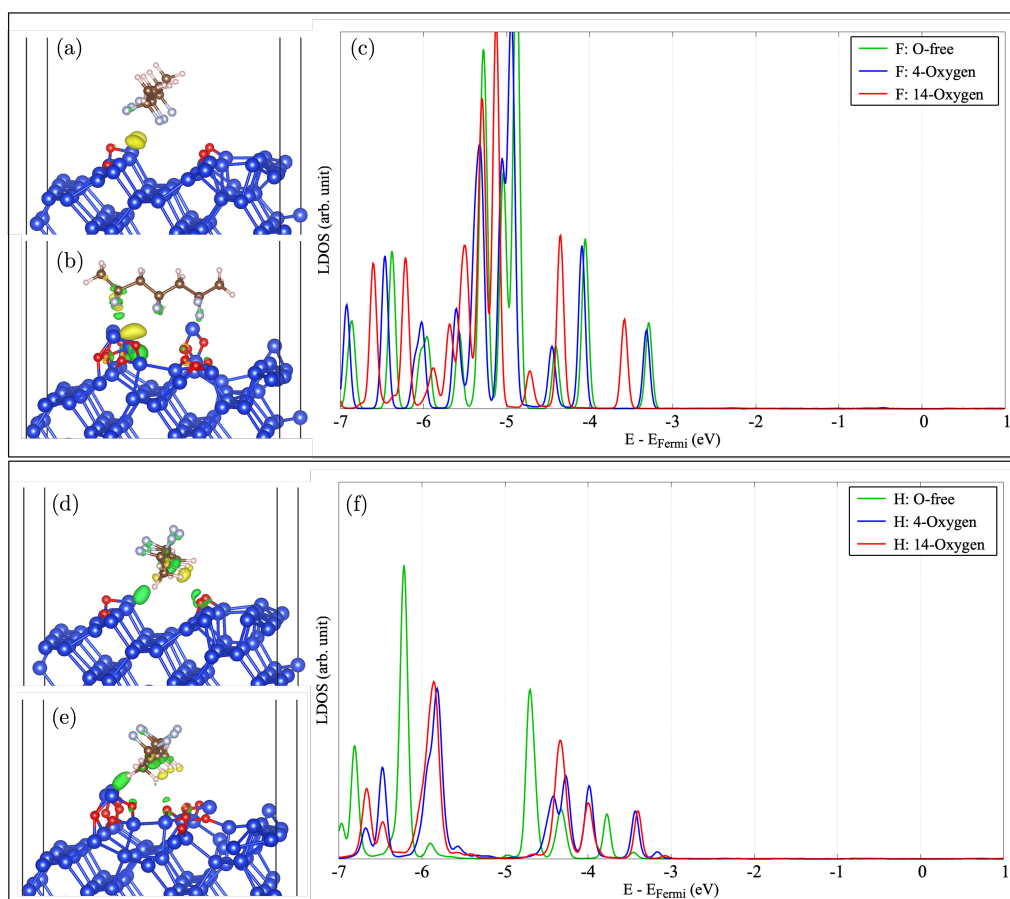 (a)
(b)
(c)
F: O-free
F: 4-Oxygen
F: 14-Oxygen
LDOS (arb. unit)
-7 -6 -5 -4 -3 -2 -1 0 1
E - E_Fermi (eV)
(d)
(e)
(f)
H: O-free
H: 4-Oxygen
H: 14-Oxygen
LDOS (arb. unit)
-7 -6 -5 -4 -3 -2 -1 0 1
E - E_Fermi (eV)